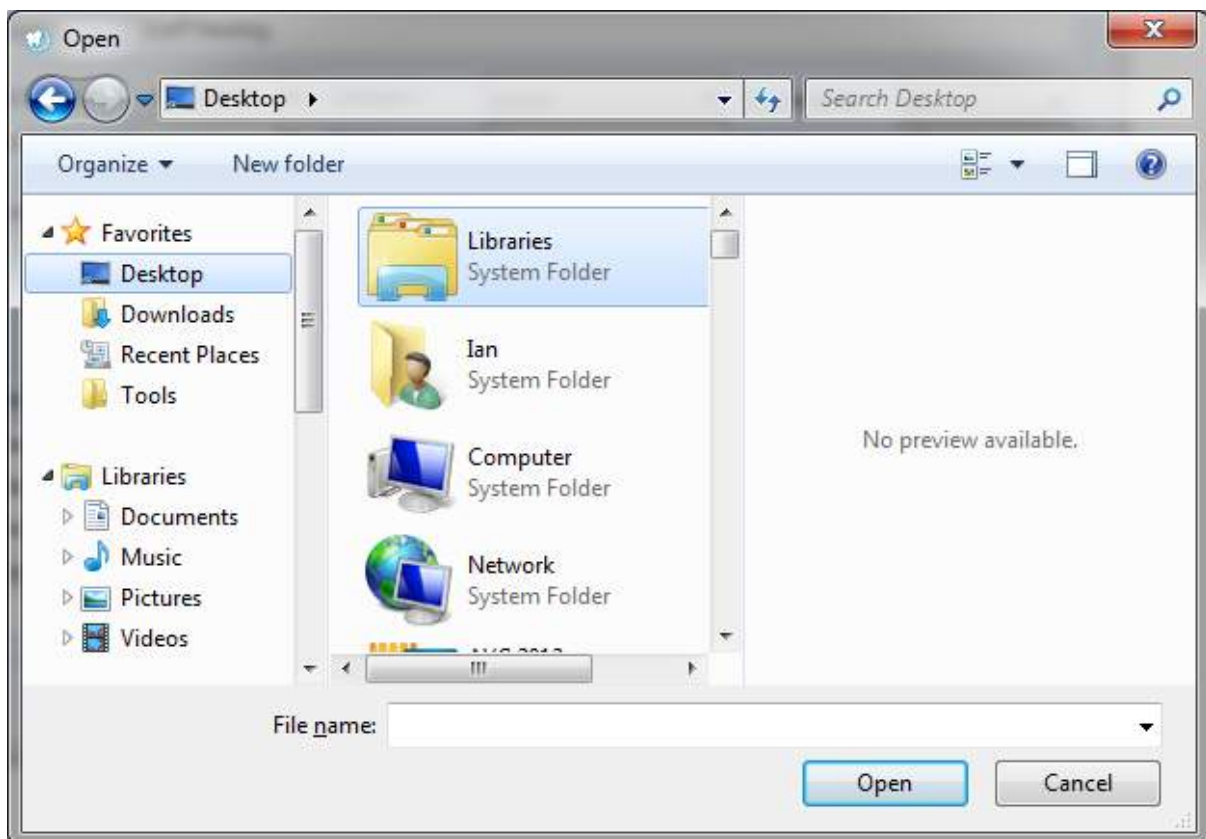 Open
Desktop
Search Desktop
Organize
New folder
Favorites
Desktop
Downloads
Recent Places
Tools
Libraries
Documents
Music
Pictures
Videos
Libraries
System Folder
Ian
System Folder
Computer
System Folder
Network
System Folder
No preview available.
File name:
Open
Cancel